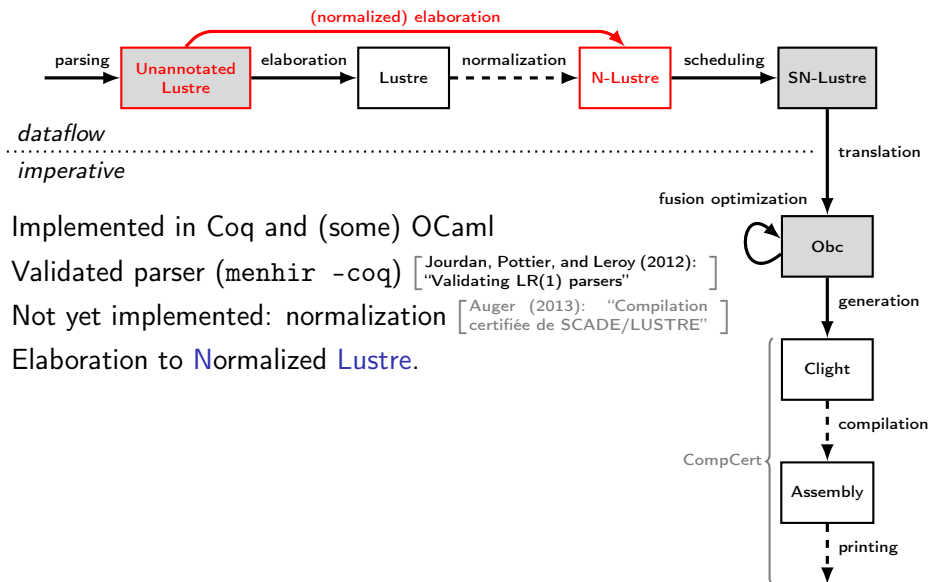 (normalized) elaboration
parsing
Unannotated
Lustre
elaboration
Lustre
normalization
N-Lustre
scheduling
SN-Lustre
dataflow
imperative
translation
fusion optimization
Obc
Implemented in Coq and (some) OCaml
Validated parser (menhir -coq) [Jourdan, Pottier, and Leroy (2012):
"Validating LR(1) parsers"]
generation
Not yet implemented: normalization [Auger (2013): "Compilation
certifiée de SCADE/LUSTRE"]
Elaboration to Normalized Lustre.
Clight
compilation
CompCert
Assembly
printing